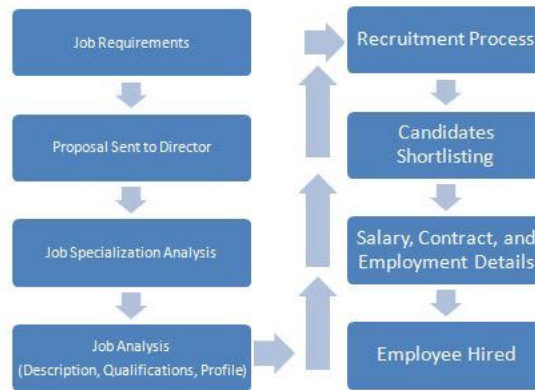 Job Requirements
Proposal Sent to Director
Job Specialization Analysis
Job Analysis
(Description, Qualifications, Profile)
Recruitment Process
Candidates
Shortlisting
Salary, Contract, and
Employment Details
Employee Hired